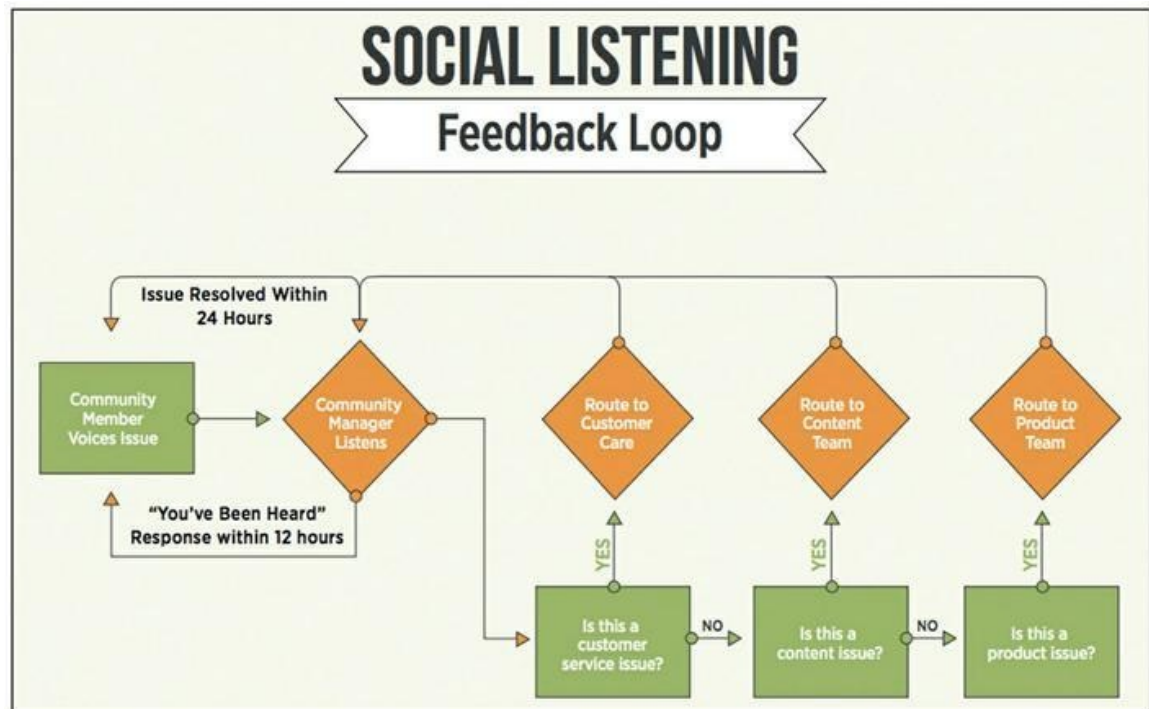 SOCIAL LISTENING
Feedback Loop
Issue Resolved Within
24 Hours
Community
Member
Voices Issue
Community
Manager
Listens
Route to
Customer
Care
Route to
Content
Team
Route to
Product
Team
“You’ve Been Heard”
Response within 12 hours
YES
YES
YES
Is this a
customer
service issue?
NO
Is this a
content issue?
NO
Is this a
product issue?